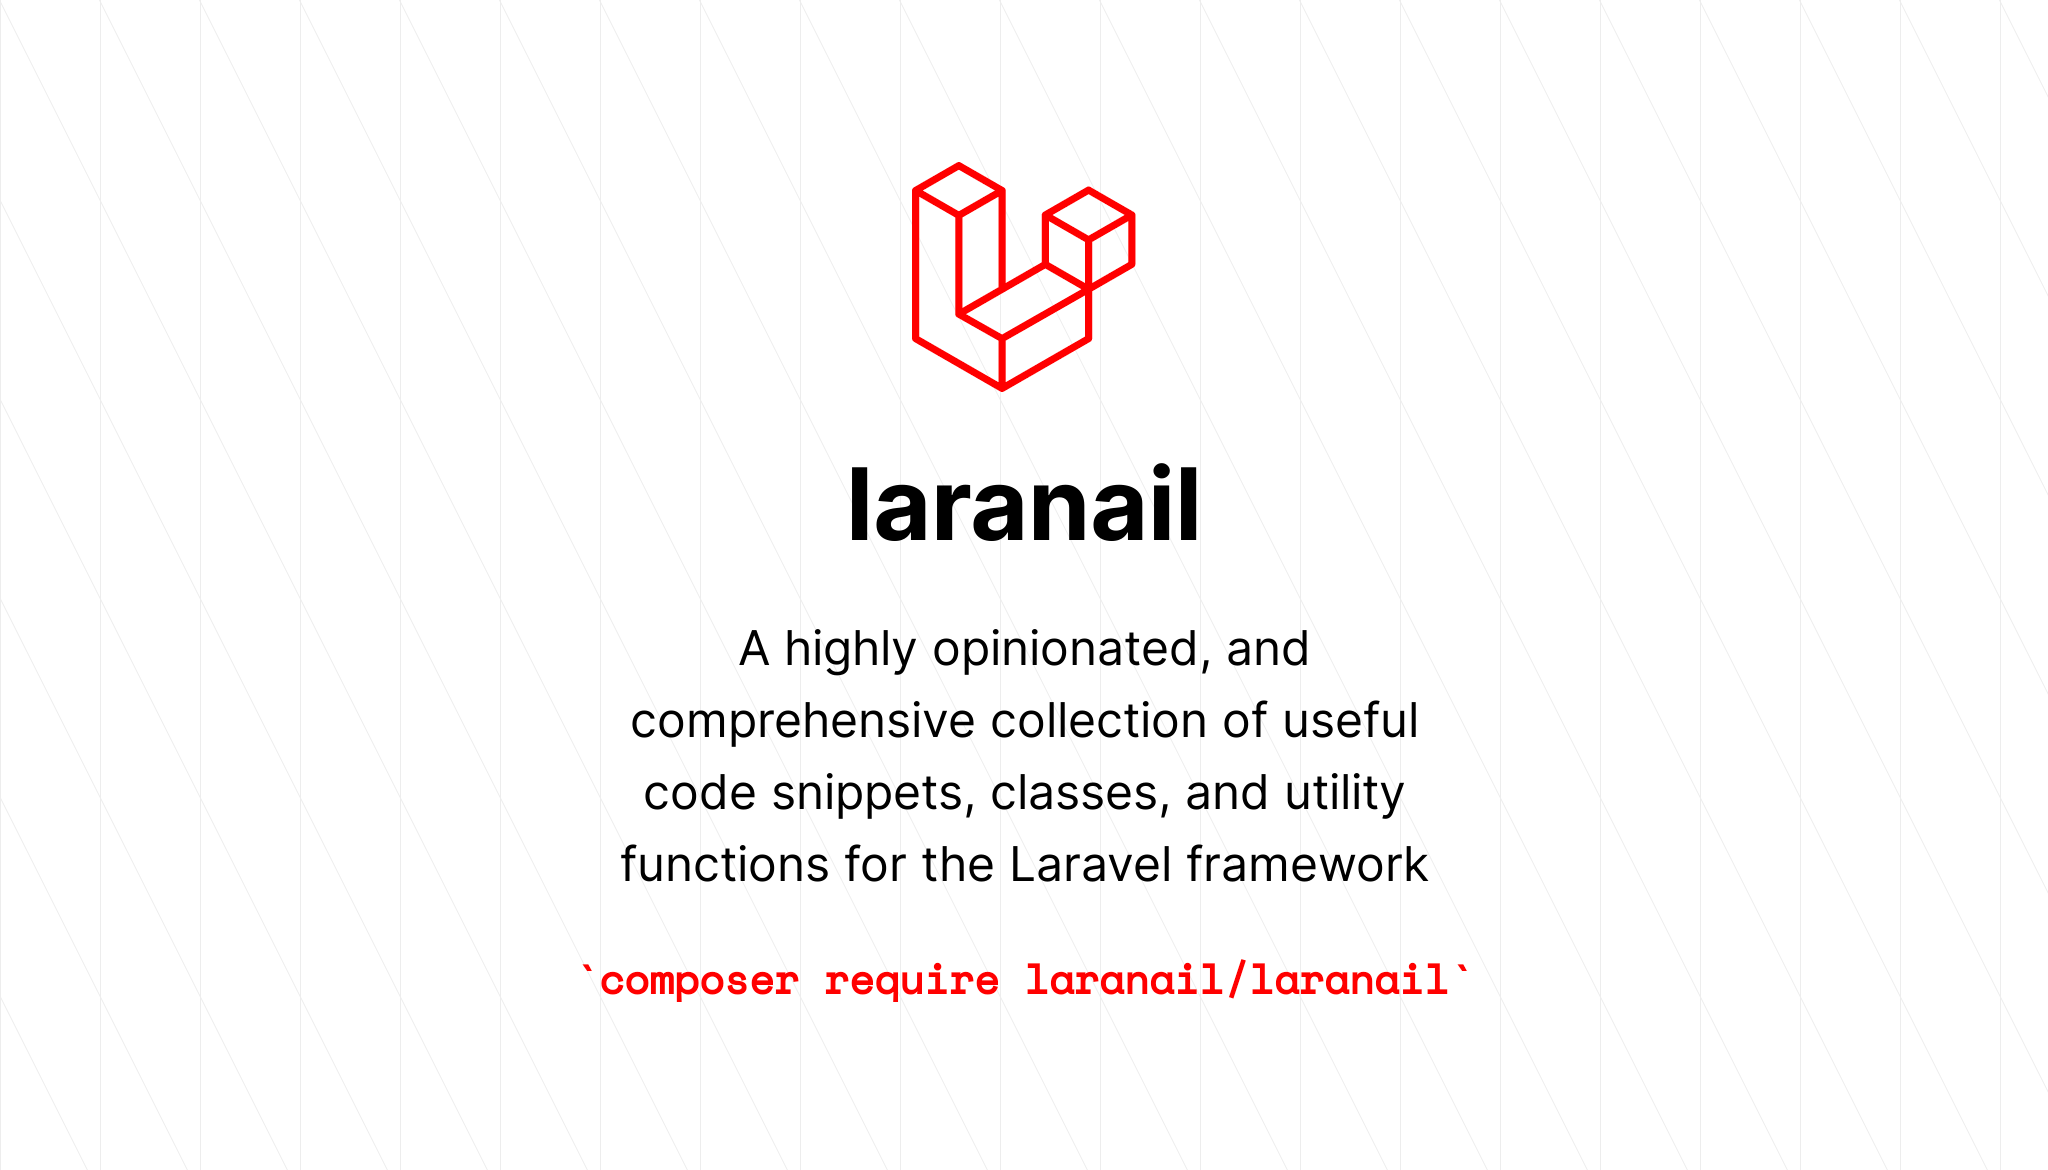 laranail
A highly opinionated, and
comprehensive collection of useful
code snippets, classes, and utility
functions for the Laravel framework
`composer require laranail/laranail`